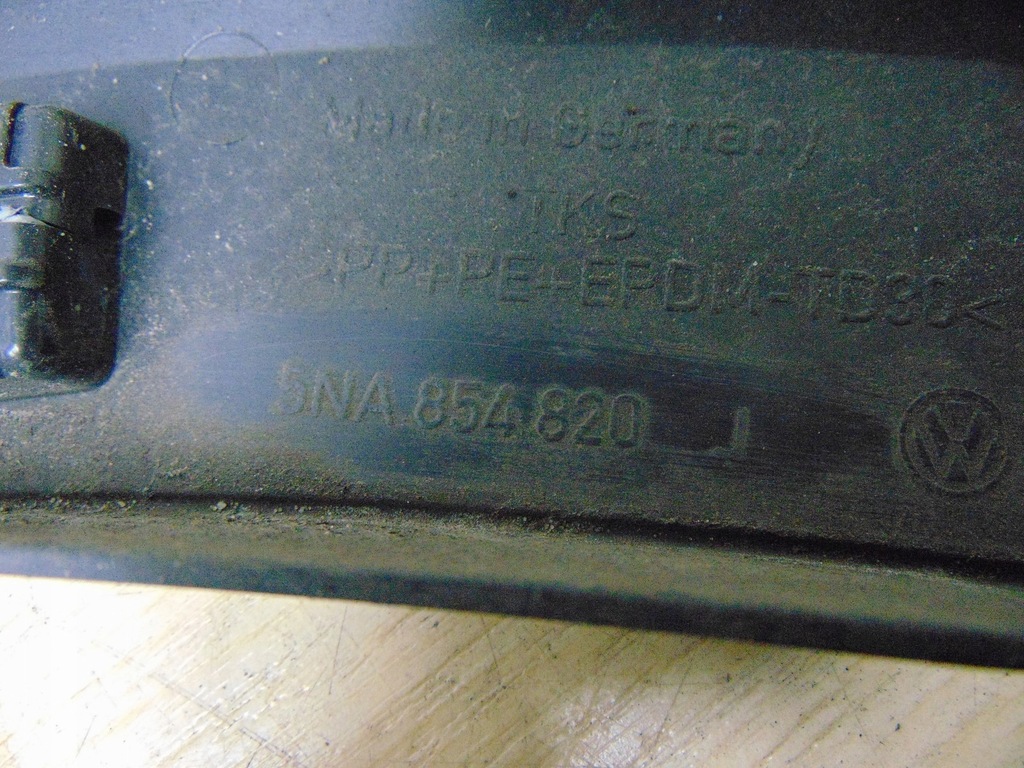 Made in Germany
TKS
>PP+PE+EPDM-TD30<
5NA.854.820 J